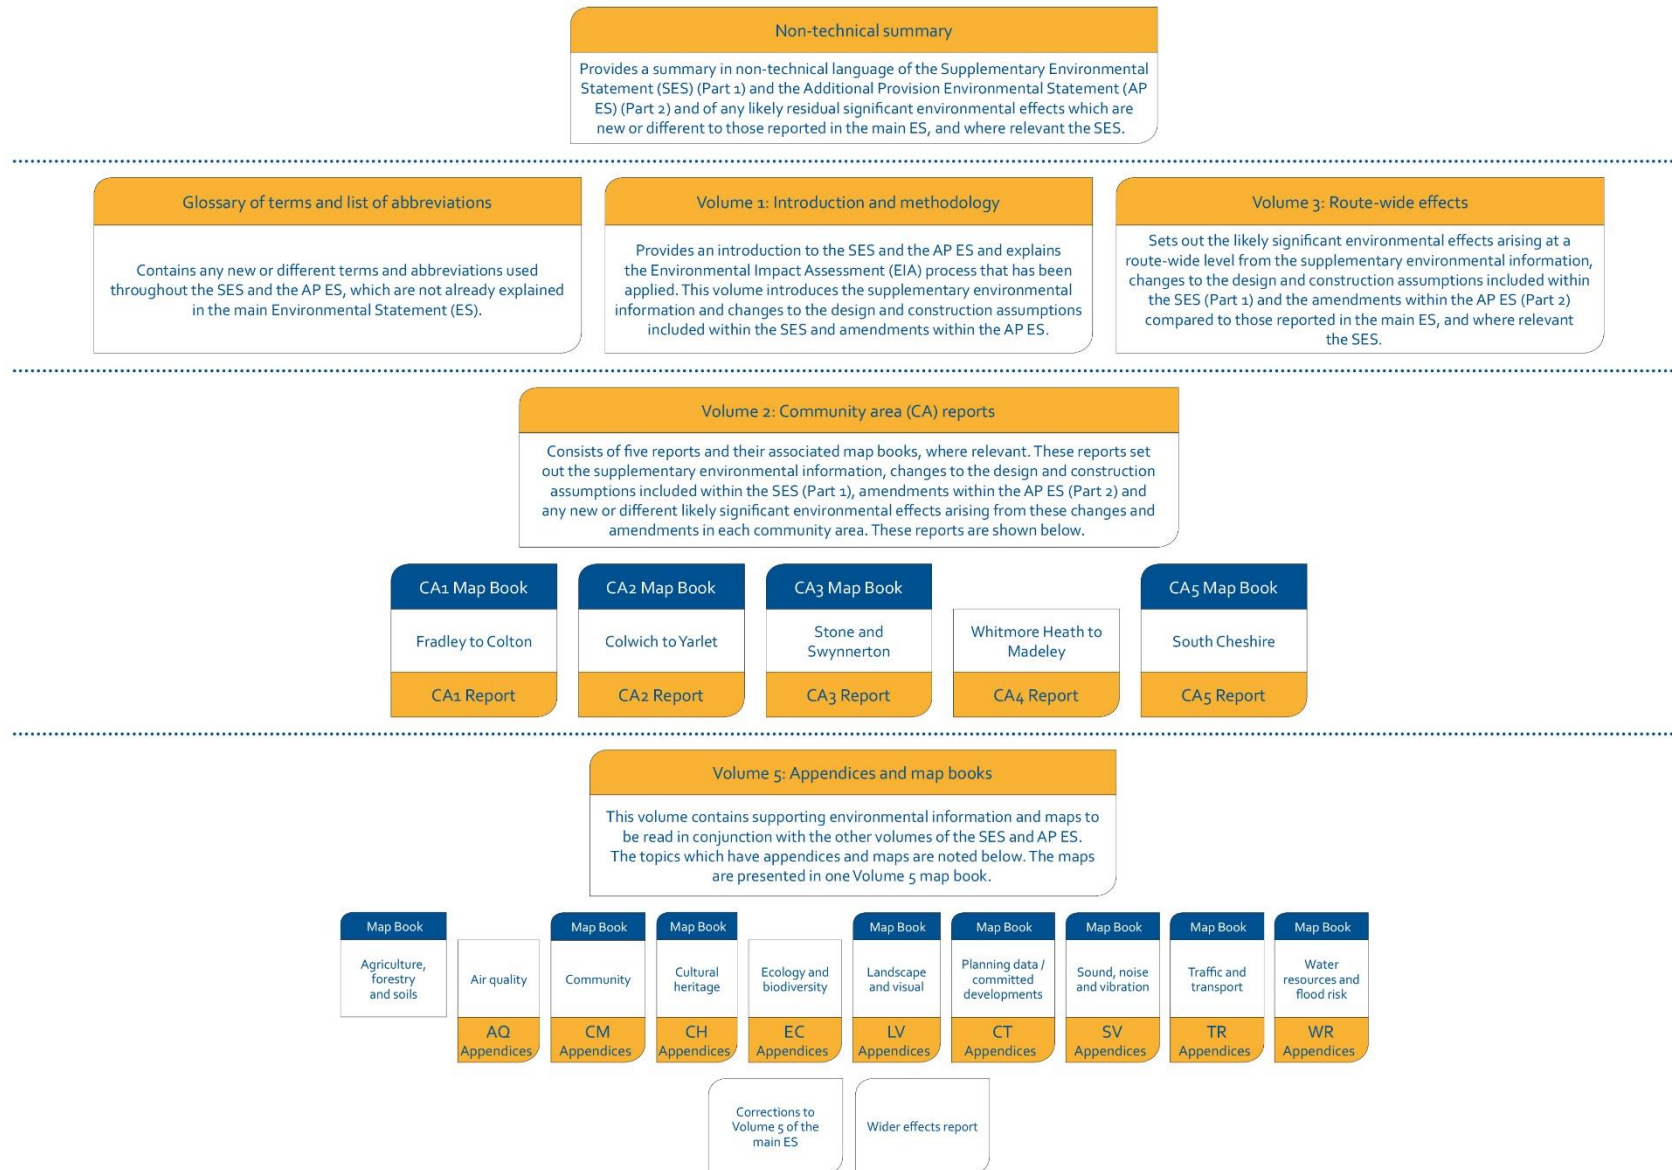 Non-technical summary
Provides a summary in non-technical language of the Supplementary Environmental
Statement (SES) (Part 1) and the Additional Provision Environmental Statement (AP
ES) (Part 2) and of any likely residual significant environmental effects which are
new or different to those reported in the main ES, and where relevant the SES.
Glossary of terms and list of abbreviations
Contains any new or different terms and abbreviations used
throughout the SES and the AP ES, which are not already explained
in the main Environmental Statement (ES).
Volume 1: Introduction and methodology
Provides an introduction to the SES and the AP ES and explains
the Environmental Impact Assessment (EIA) process that has been
applied. This volume introduces the supplementary environmental
information and changes to the design and construction assumptions
included within the SES and amendments within the AP ES.
Volume 3: Route-wide effects
Sets out the likely significant environmental effects arising at a
route-wide level from the supplementary environmental information,
changes to the design and construction assumptions included within
the SES (Part 1) and the amendments within the AP ES (Part 2)
compared to those reported in the main ES, and where relevant
the SES.
Volume 2: Community area (CA) reports
Consists of five reports and their associated map books, where relevant. These reports set
out the supplementary environmental information, changes to the design and construction
assumptions included within the SES (Part 1), amendments within the AP ES (Part 2) and
any new or different likely significant environmental effects arising from these changes and
amendments in each community area. These reports are shown below.
CA1 Map Book
Fradley to Colton
CA1 Report
CA2 Map Book
Colwich to Yarlet
CA2 Report
CA3 Map Book
Stone and
Swynnerton
CA3 Report
Whitmore Heath to
Madeley
CA4 Report
CA5 Map Book
South Cheshire
CA5 Report
Volume 5: Appendices and map books
This volume contains supporting environmental information and maps to
be read in conjunction with the other volumes of the SES and AP ES.
The topics which have appendices and maps are noted below. The maps
are presented in one Volume 5 map book.
Map Book
Agriculture,
forestry
and soils
Air quality
AQ
Appendices
Map Book
Community
CM
Appendices
Map Book
Cultural
heritage
CH
Appendices
Ecology and
biodiversity
EC
Appendices
Map Book
Landscape
and visual
LV
Appendices
Map Book
Planning data /
committed
developments
CT
Appendices
Map Book
Sound, noise
and vibration
SV
Appendices
Map Book
Traffic and
transport
TR
Appendices
Map Book
Water
resources and
flood risk
WR
Appendices
Corrections to
Volume 5 of the
main ES
Wider effects report